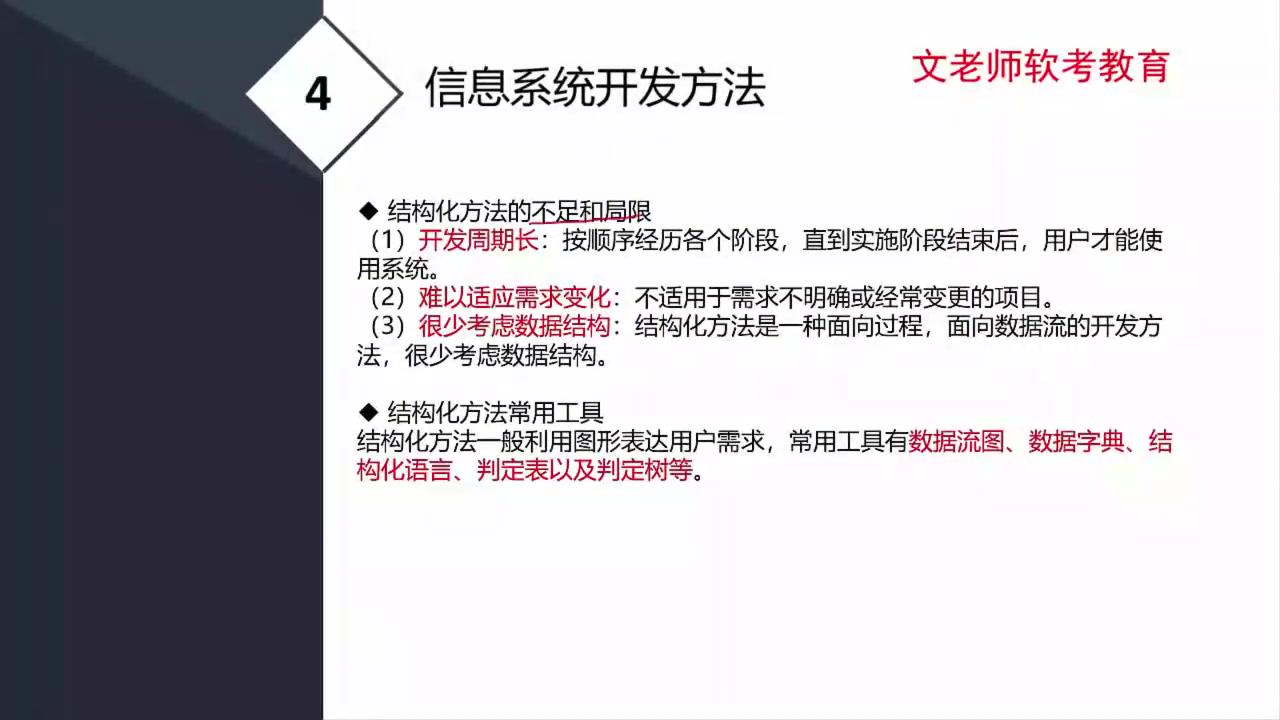 4
信息系统开发方法
文老师软考教育
◆ 结构化方法的不足和局限
（1）开发周期长：按顺序经历各个阶段，直到实施阶段结束后，用户才能使
用系统。
（2）难以适应需求变化：不适用于需求不明确或经常变更的项目。
（3）很少考虑数据结构：结构化方法是一种面向过程，面向数据流的开发方
法，很少考虑数据结构。
◆ 结构化方法常用工具
结构化方法一般利用图形表达用户需求，常用工具有数据流图、数据字典、结
构化语言、判定表以及判定树等。